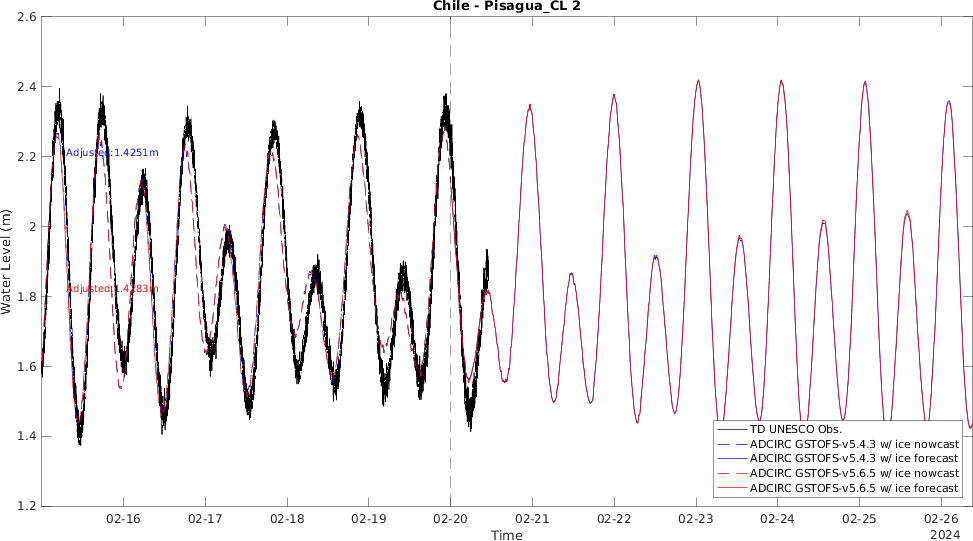 Chile - Pisagua_CL 2
2.6
2.4
2.2
2
1.8
1.6
1.4
1.2
Water Level (m)
Adjusted:1.4251m
Adjusted:1.4283m
TD UNESCO Obs.
ADCIRC GSTOFS-v5.4.3 w/ ice nowcast
ADCIRC GSTOFS-v5.4.3 w/ ice forecast
ADCIRC GSTOFS-v5.6.5 w/ ice nowcast
ADCIRC GSTOFS-v5.6.5 w/ ice forecast
02-16 02-17 02-18 02-19 02-20 02-21 02-22 02-23 02-24 02-25 02-26
2024
Time